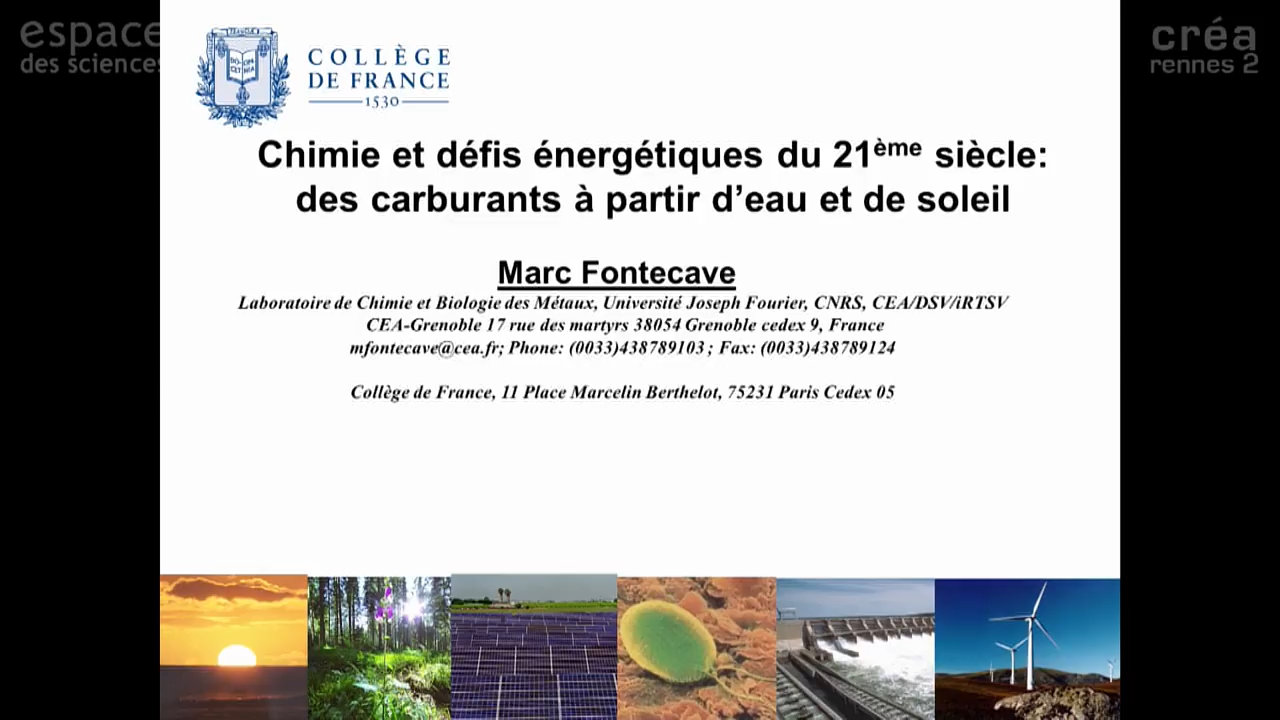 espace
des sciences
créa
rennes 2
COLLÈGE
DE FRANCE
1530
Chimie et défis énergétiques du 21ème siècle:
des carburants à partir d'eau et de soleil
Marc Fontecave
Laboratoire de Chimie et Biologie des Métaux, Université Joseph Fourier, CNRS, CEA/DSV/iRTSV
CEA-Grenoble 17 rue des martyrs 38054 Grenoble cedex 9, France
mfontecave@cea.fr; Phone: (0033)438789103 ; Fax: (0033)438789124
Collège de France, 11 Place Marcelin Berthelot, 75231 Paris Cedex 05